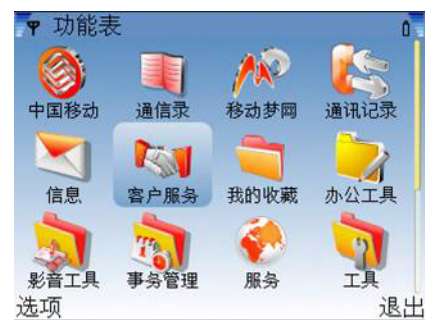 功能表
中国移动 通信录 移动梦网 通讯记录
信息 客户服务 我的收藏 办公工具
影音工具 事务管理 服务 工具
选项 退出